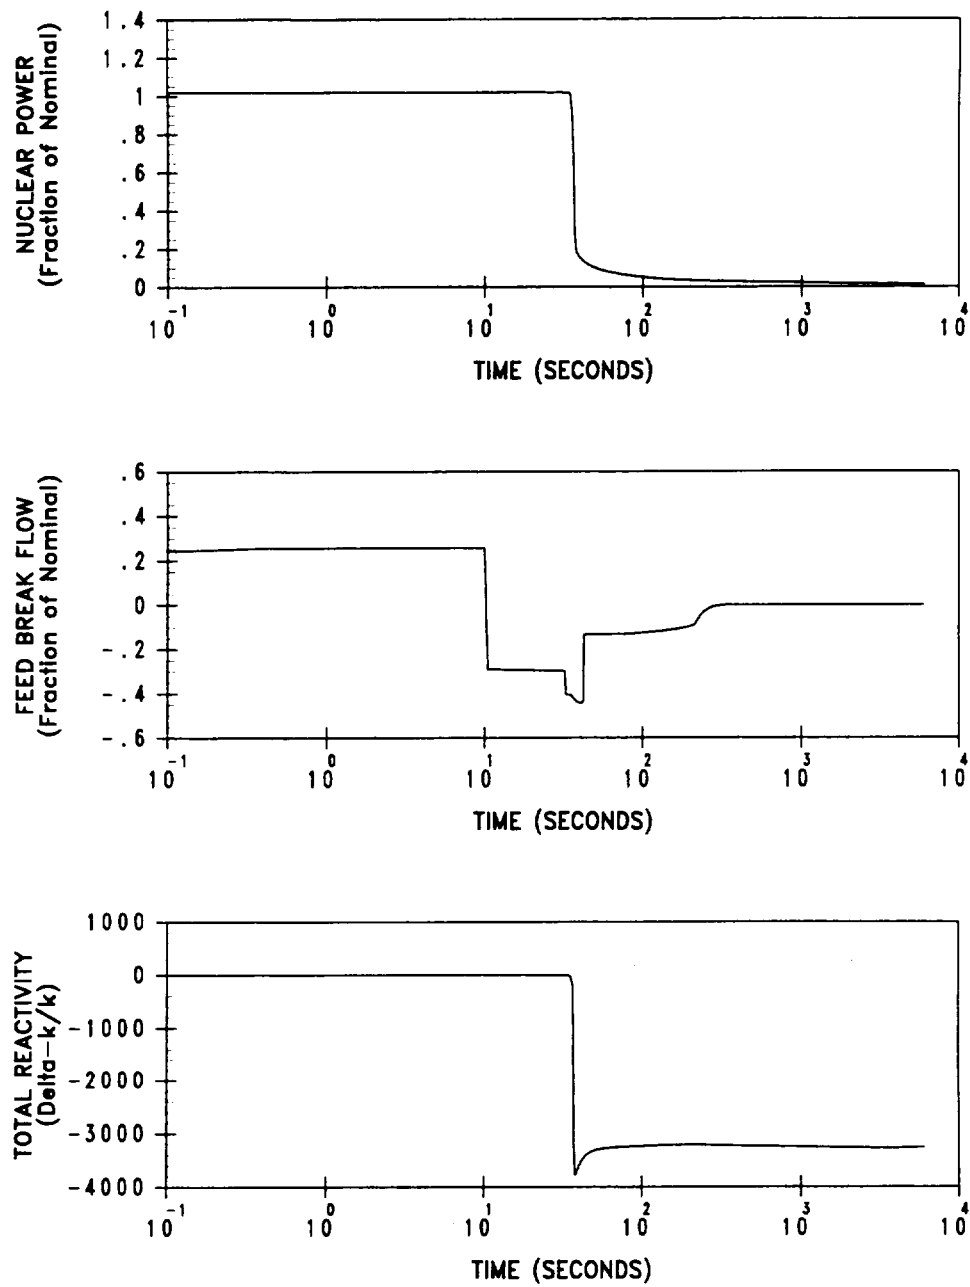 NUCLEAR POWER
(Fraction of Nominal)
1.4
1.2
1
.8
.6
.4
.2
0
10^-1 10^0 10^1 10^2 10^3 10^4
TIME (SECONDS)
FEED BREAK FLOW
(Fraction of Nominal)
.6
.4
.2
0
-.2
-.4
-.6
10^-1 10^0 10^1 10^2 10^3 10^4
TIME (SECONDS)
TOTAL REACTIVITY
(Delta-k/k)
1000
0
-1000
-2000
-3000
-4000
10^-1 10^0 10^1 10^2 10^3 10^4
TIME (SECONDS)